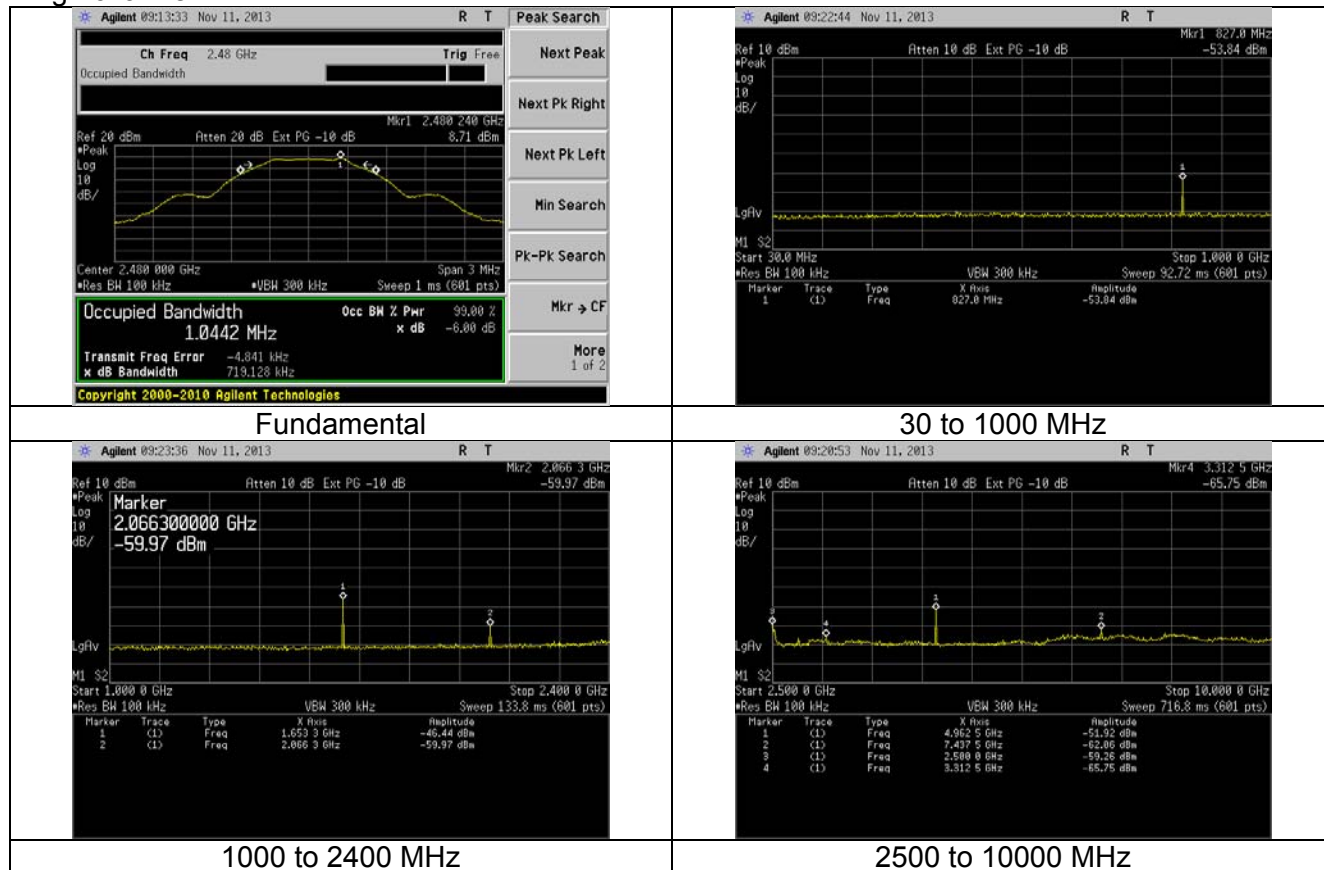 Agilent 09:13:33 Nov 11, 2013 R T Peak Search
Ch Freq 2.48 GHz Trig Free
Occupied Bandwidth
Mkr1 2.480 240 GHz
Ref 20 dBm Atten 20 dB Ext PG -10 dB 8.71 dBm
•Peak
Log
10
dB/
1
Center 2.480 000 GHz Span 3 MHz
•Res BW 100 kHz •VBW 300 kHz Sweep 1 ms (601 pts)
Occupied Bandwidth Occ BW % Pwr 99.00 %
1.0442 MHz x dB -6.00 dB
Transmit Freq Error -4.841 kHz
x dB Bandwidth 719.128 kHz
Copyright 2000-2010 Agilent Technologies
Next Peak
Next Pk Right
Next Pk Left
Min Search
Pk-Pk Search
Mkr → CF
More
1 of 2
Fundamental
Agilent 09:22:44 Nov 11, 2013 R T
Mkr1 827.0 MHz
Ref 10 dBm Atten 10 dB Ext PG -10 dB -53.84 dBm
•Peak
Log
10
dB/
1
LgAv
M1 S2
Start 30.0 MHz Stop 1.000 0 GHz
•Res BW 100 kHz VBW 300 kHz Sweep 92.72 ms (601 pts)
Marker Trace Type X Axis Amplitude
1 (1) Freq 827.0 MHz -53.84 dBm
30 to 1000 MHz
Agilent 09:23:36 Nov 11, 2013 R T
Mkr2 2.066 3 GHz
Ref 10 dBm Atten 10 dB Ext PG -10 dB -59.97 dBm
•Peak
Log
10
dB/
Marker
2.066300000 GHz
-59.97 dBm
1
2
LgAv
M1 S2
Start 1.000 0 GHz Stop 2.400 0 GHz
•Res BW 100 kHz VBW 300 kHz Sweep 133.8 ms (601 pts)
Marker Trace Type X Axis Amplitude
1 (1) Freq 1.653 3 GHz -46.44 dBm
2 (1) Freq 2.066 3 GHz -59.97 dBm
1000 to 2400 MHz
Agilent 09:20:53 Nov 11, 2013 R T
Mkr4 3.312 5 GHz
Ref 10 dBm Atten 10 dB Ext PG -10 dB -65.75 dBm
•Peak
Log
10
dB/
1
2
3
4
LgAv
M1 S2
Start 2.500 0 GHz Stop 10.000 0 GHz
•Res BW 100 kHz VBW 300 kHz Sweep 716.8 ms (601 pts)
Marker Trace Type X Axis Amplitude
1 (1) Freq 4.962 5 GHz -51.92 dBm
2 (1) Freq 7.437 5 GHz -62.06 dBm
3 (1) Freq 2.500 0 GHz -59.26 dBm
4 (1) Freq 3.312 5 GHz -65.75 dBm
2500 to 10000 MHz